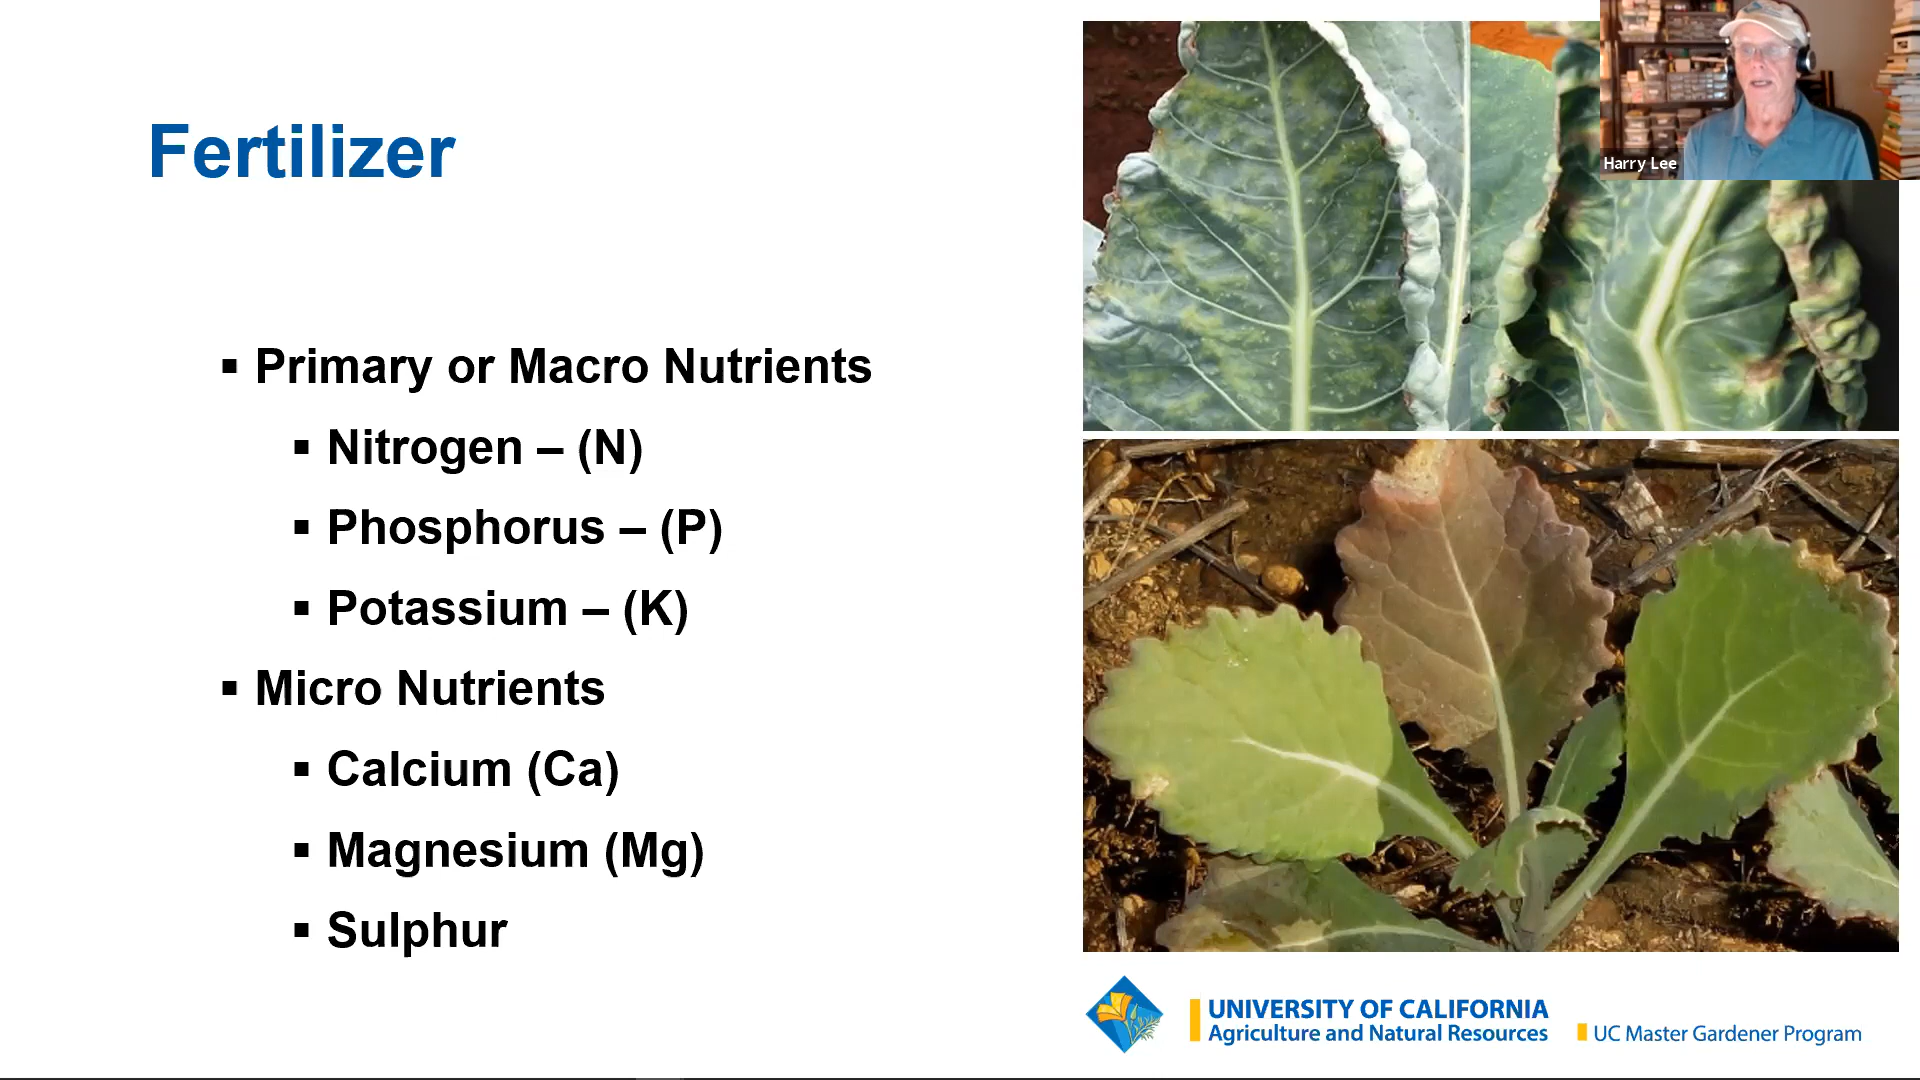 Fertilizer
Harry Lee
▪ Primary or Macro Nutrients
▪ Nitrogen – (N)
▪ Phosphorus – (P)
▪ Potassium – (K)
▪ Micro Nutrients
▪ Calcium (Ca)
▪ Magnesium (Mg)
▪ Sulphur
UNIVERSITY OF CALIFORNIA
Agriculture and Natural Resources
UC Master Gardener Program